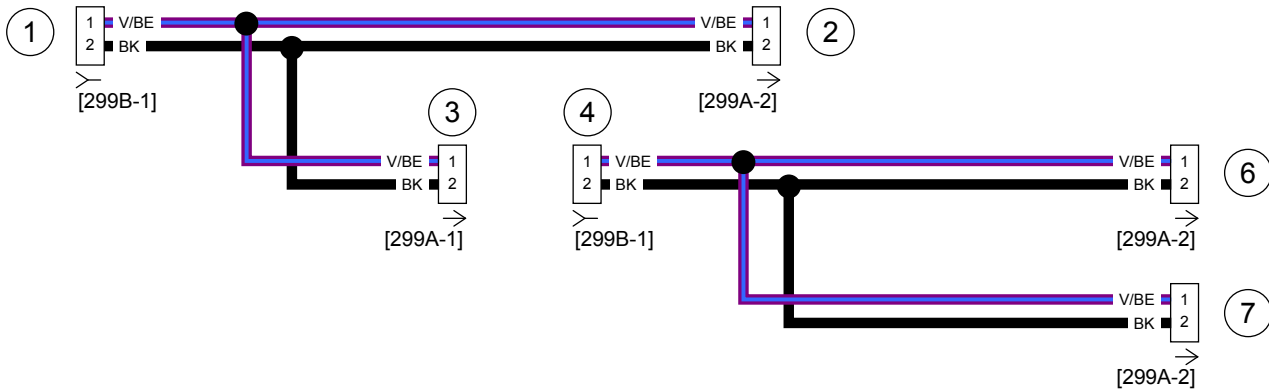 1
1 V/BE V/BE 1
2 BK BK 2
2
[299B-1]
[299A-2]
3
4
V/BE 1
BK 2
[299A-1]
1 V/BE V/BE 1
2 BK BK 2
6
[299B-1]
[299A-2]
V/BE 1
BK 2
7
[299A-2]